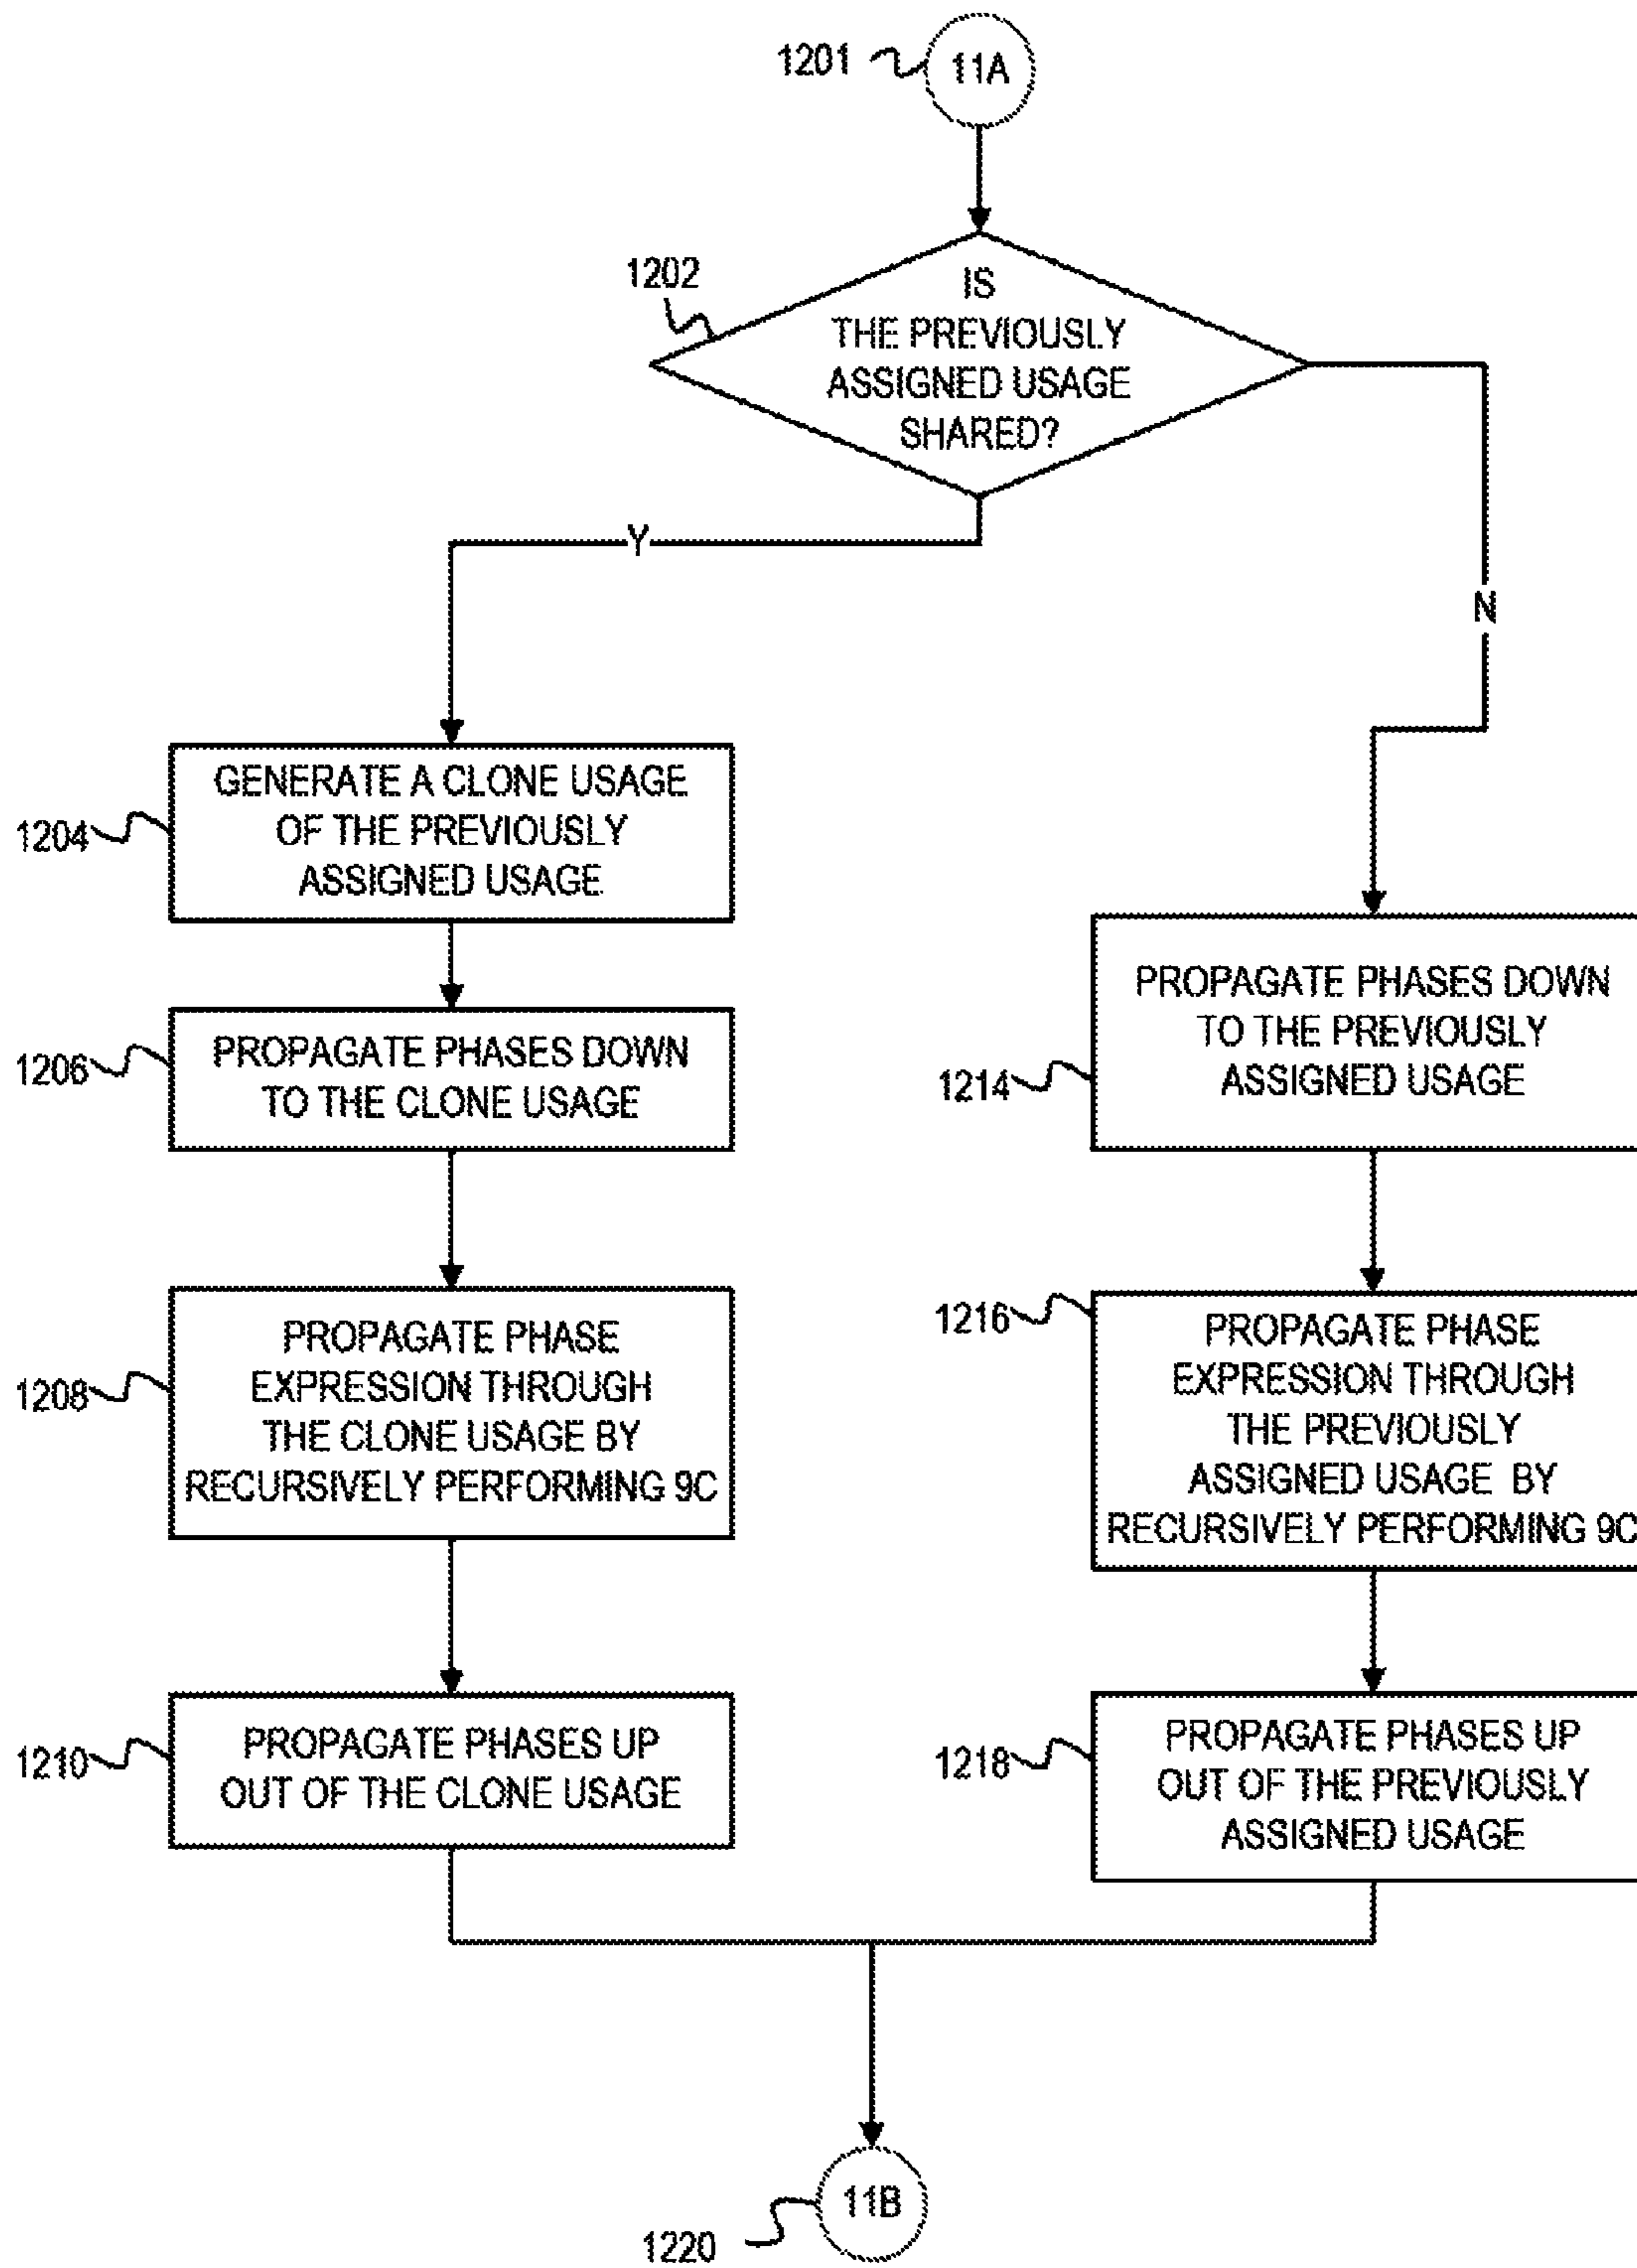 1201
11A
1202
IS
THE PREVIOUSLY
ASSIGNED USAGE
SHARED?
Y
N
1204
GENERATE A CLONE USAGE
OF THE PREVIOUSLY
ASSIGNED USAGE
1206
PROPAGATE PHASES DOWN
TO THE CLONE USAGE
1208
PROPAGATE PHASE
EXPRESSION THROUGH
THE CLONE USAGE BY
RECURSIVELY PERFORMING 9C
1210
PROPAGATE PHASES UP
OUT OF THE CLONE USAGE
1214
PROPAGATE PHASES DOWN
TO THE PREVIOUSLY
ASSIGNED USAGE
1216
PROPAGATE PHASE
EXPRESSION THROUGH
THE PREVIOUSLY
ASSIGNED USAGE BY
RECURSIVELY PERFORMING 9C
1218
PROPAGATE PHASES UP
OUT OF THE PREVIOUSLY
ASSIGNED USAGE
11B
1220